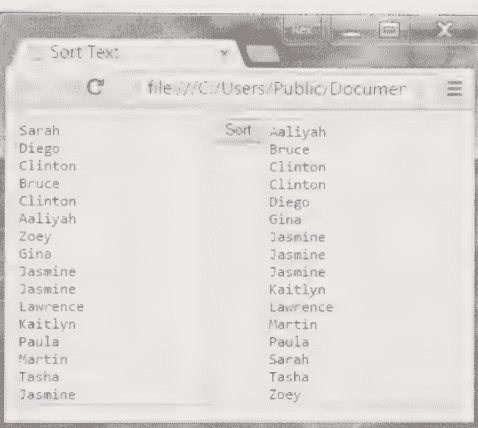 Sort Text
file:///C:/Users/Public/Documer
Sarah
Diego
Clinton
Bruce
Clinton
Aaliyah
Zoey
Gina
Jasmine
Jasmine
Lawrence
Kaitlyn
Paula
Martin
Tasha
Jasmine
Sort
Aaliyah
Bruce
Clinton
Clinton
Diego
Gina
Jasmine
Jasmine
Jasmine
Kaitlyn
Lawrence
Martin
Paula
Sarah
Tasha
Zoey